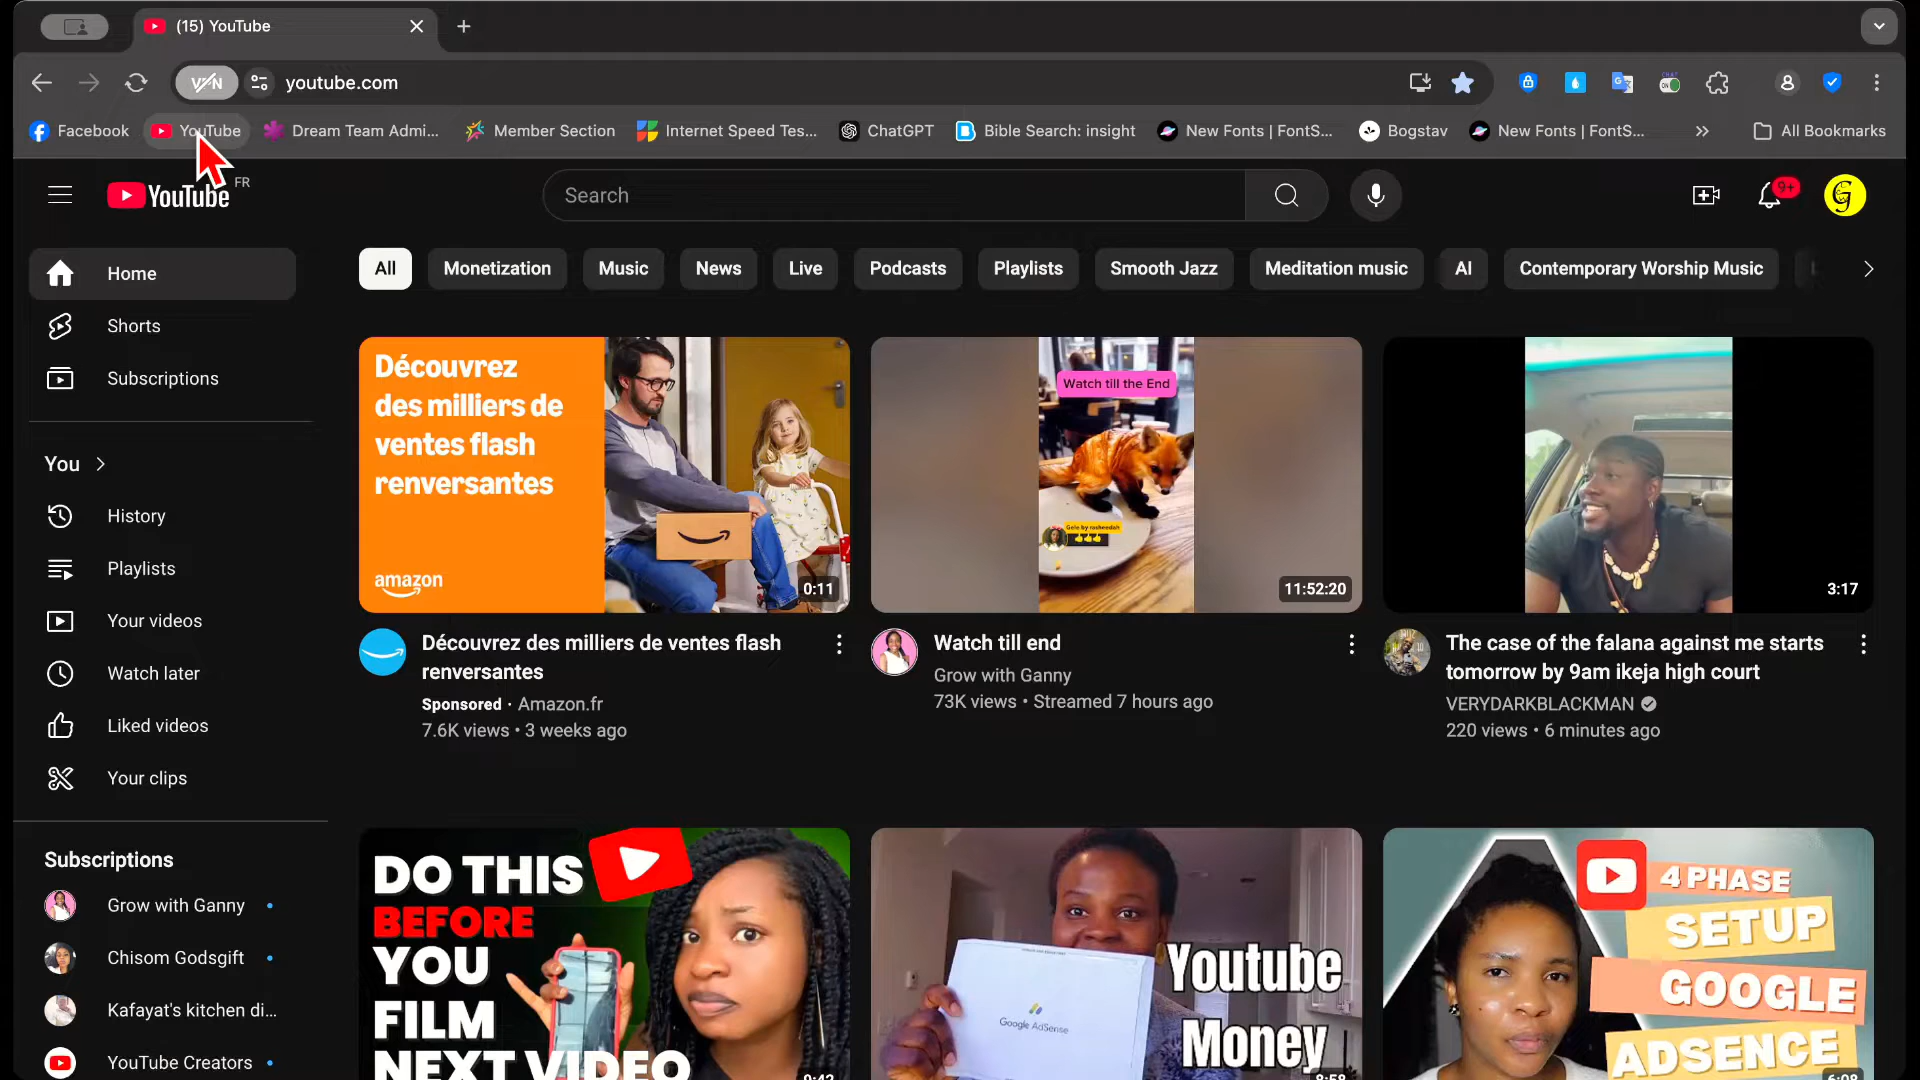 (15) YouTube
VPN
youtube.com
Facebook
YouTube
Dream Team Admi...
Member Section
Internet Speed Tes...
ChatGPT
Bible Search: insight
New Fonts | FontS...
Bogstav
New Fonts | FontS...
All Bookmarks
YouTube FR
Search
9+
Home
Shorts
Subscriptions
You
History
Playlists
Your videos
Watch later
Liked videos
Your clips
Subscriptions
Grow with Ganny
Chisom Godsgift
Kafayat's kitchen di...
YouTube Creators
All
Monetization
Music
News
Live
Podcasts
Playlists
Smooth Jazz
Meditation music
AI
Contemporary Worship Music
Découvrez
des milliers de
ventes flash
renversantes
amazon
0:11
Découvrez des milliers de ventes flash
renversantes
Sponsored · Amazon.fr
7.6K views • 3 weeks ago
Watch till the End
Gele by rasheedah
11:52:20
Watch till end
Grow with Ganny
73K views • Streamed 7 hours ago
3:17
The case of the falana against me starts
tomorrow by 9am ikeja high court
VERYDARKBLACKMAN
220 views • 6 minutes ago
DO THIS
BEFORE
YOU
FILM
NEXT VIDEO
Google AdSense
Youtube
Money
4 PHASE
SETUP
GOOGLE
ADSENCE